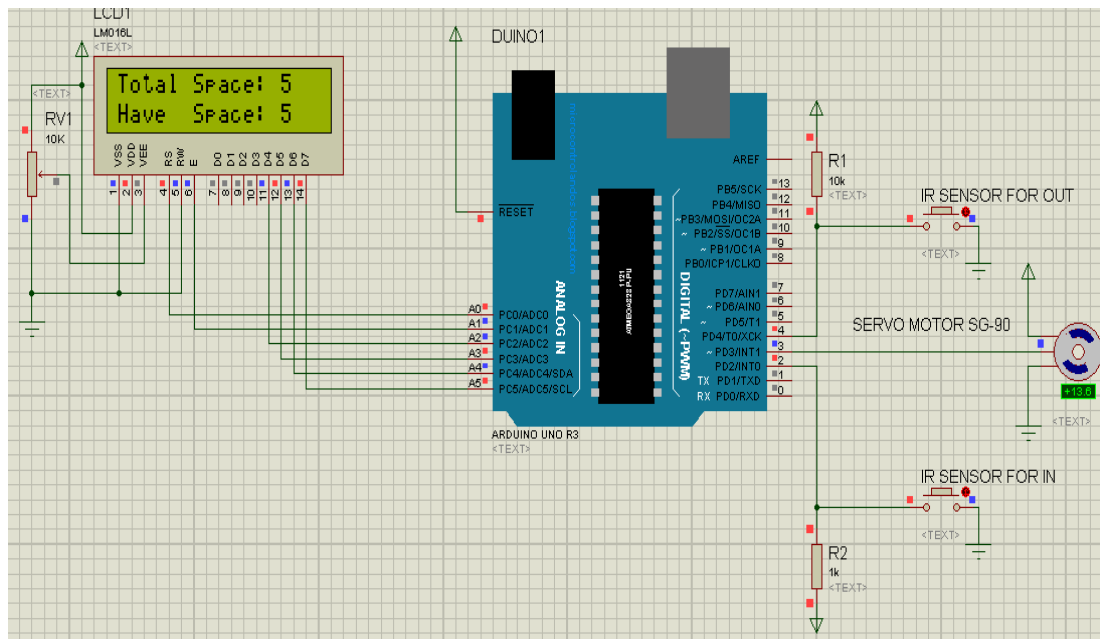 LCD1
LM016L
<TEXT>
Total Space: 5
Have Space: 5
<TEXT>
RV1
10K
VSS
VDD
VEE
RS
RW
E
D0
D1
D2
D3
D4
D5
D6
D7
1
2
3
4
5
6
7
8
9
10
11
12
13
14
DUINO1
microcontrolandos.blogspot.com
RESET
AREF
PB5/SCK 13
PB4/MISO 12
~PB3/MOSI/OC2A 11
~ PB2/SS/OC1B 10
~ PB1/OC1A 9
PB0/ICP1/CLKO 8
PD7/AIN1 7
~ PD6/AIN0 6
~ PD5/T1 5
PD4/T0/XCK 4
~ PD3/INT1 3
PD2/INT0 2
TX PD1/TXD 1
RX PD0/RXD 0
DIGITAL (~PWM)
ANALOG IN
1121
A0 PC0/ADC0
A1 PC1/ADC1
A2 PC2/ADC2
A3 PC3/ADC3
A4 PC4/ADC4/SDA
A5 PC5/ADC5/SCL
ARDUINO UNO R3
<TEXT>
R1
10k
<TEXT>
IR SENSOR FOR OUT
<TEXT>
SERVO MOTOR SG-90
+13.6
<TEXT>
IR SENSOR FOR IN
<TEXT>
R2
1k
<TEXT>